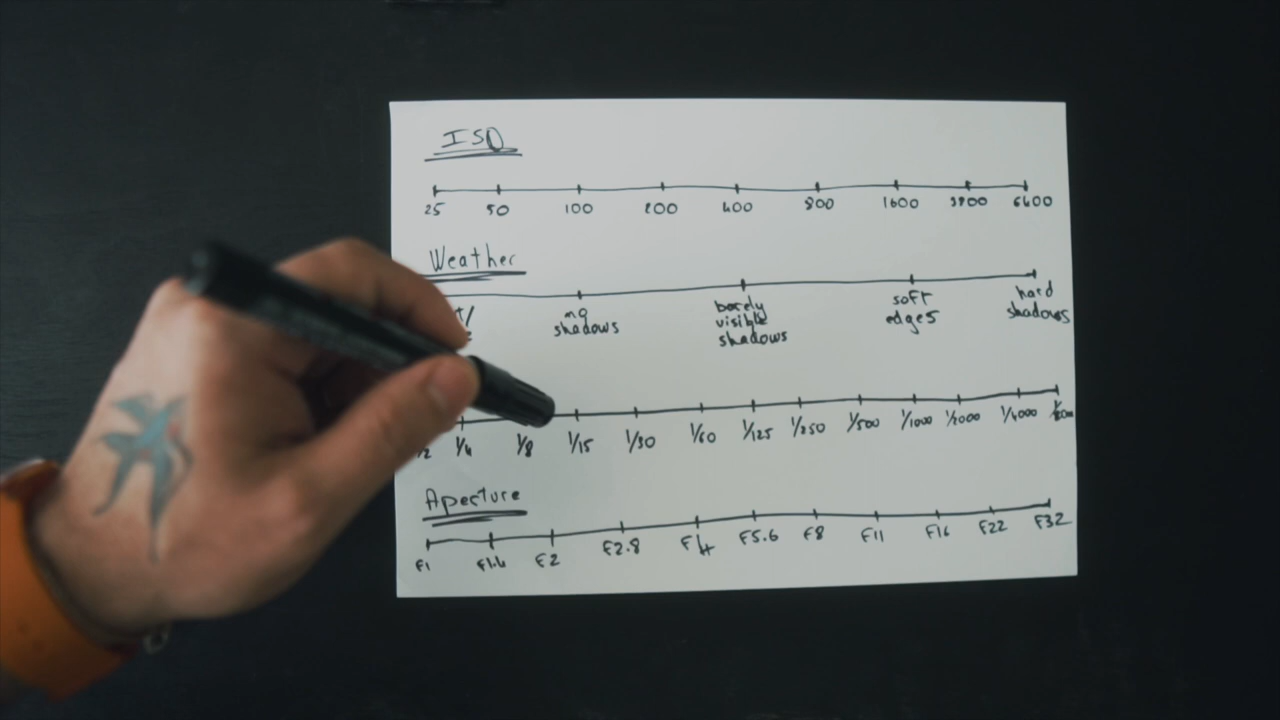 ISO
25 50 100 200 400 800 1600 3200 6400
Weather
no shadows
barely visible shadows
soft edges
hard shadows
1/4 1/8 1/15 1/30 1/60 1/125 1/250 1/500 1/1000 1/2000 1/4000
Aperture
F1 F1.4 F2 F2.8 F4 F5.6 F8 F11 F16 F22 F32